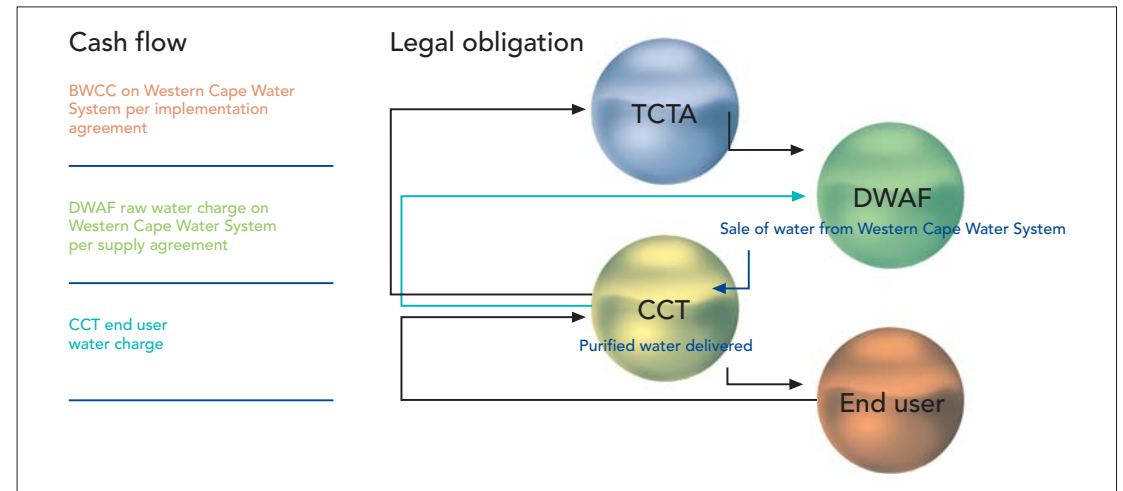 Cash flow
Legal obligation
BWCC on Western Cape Water
System per implementation
agreement
TCTA
DWAF raw water charge on
Western Cape Water System
per supply agreement
DWAF
Sale of water from Western Cape Water System
CCT end user
water charge
CCT
Purified water delivered
End user